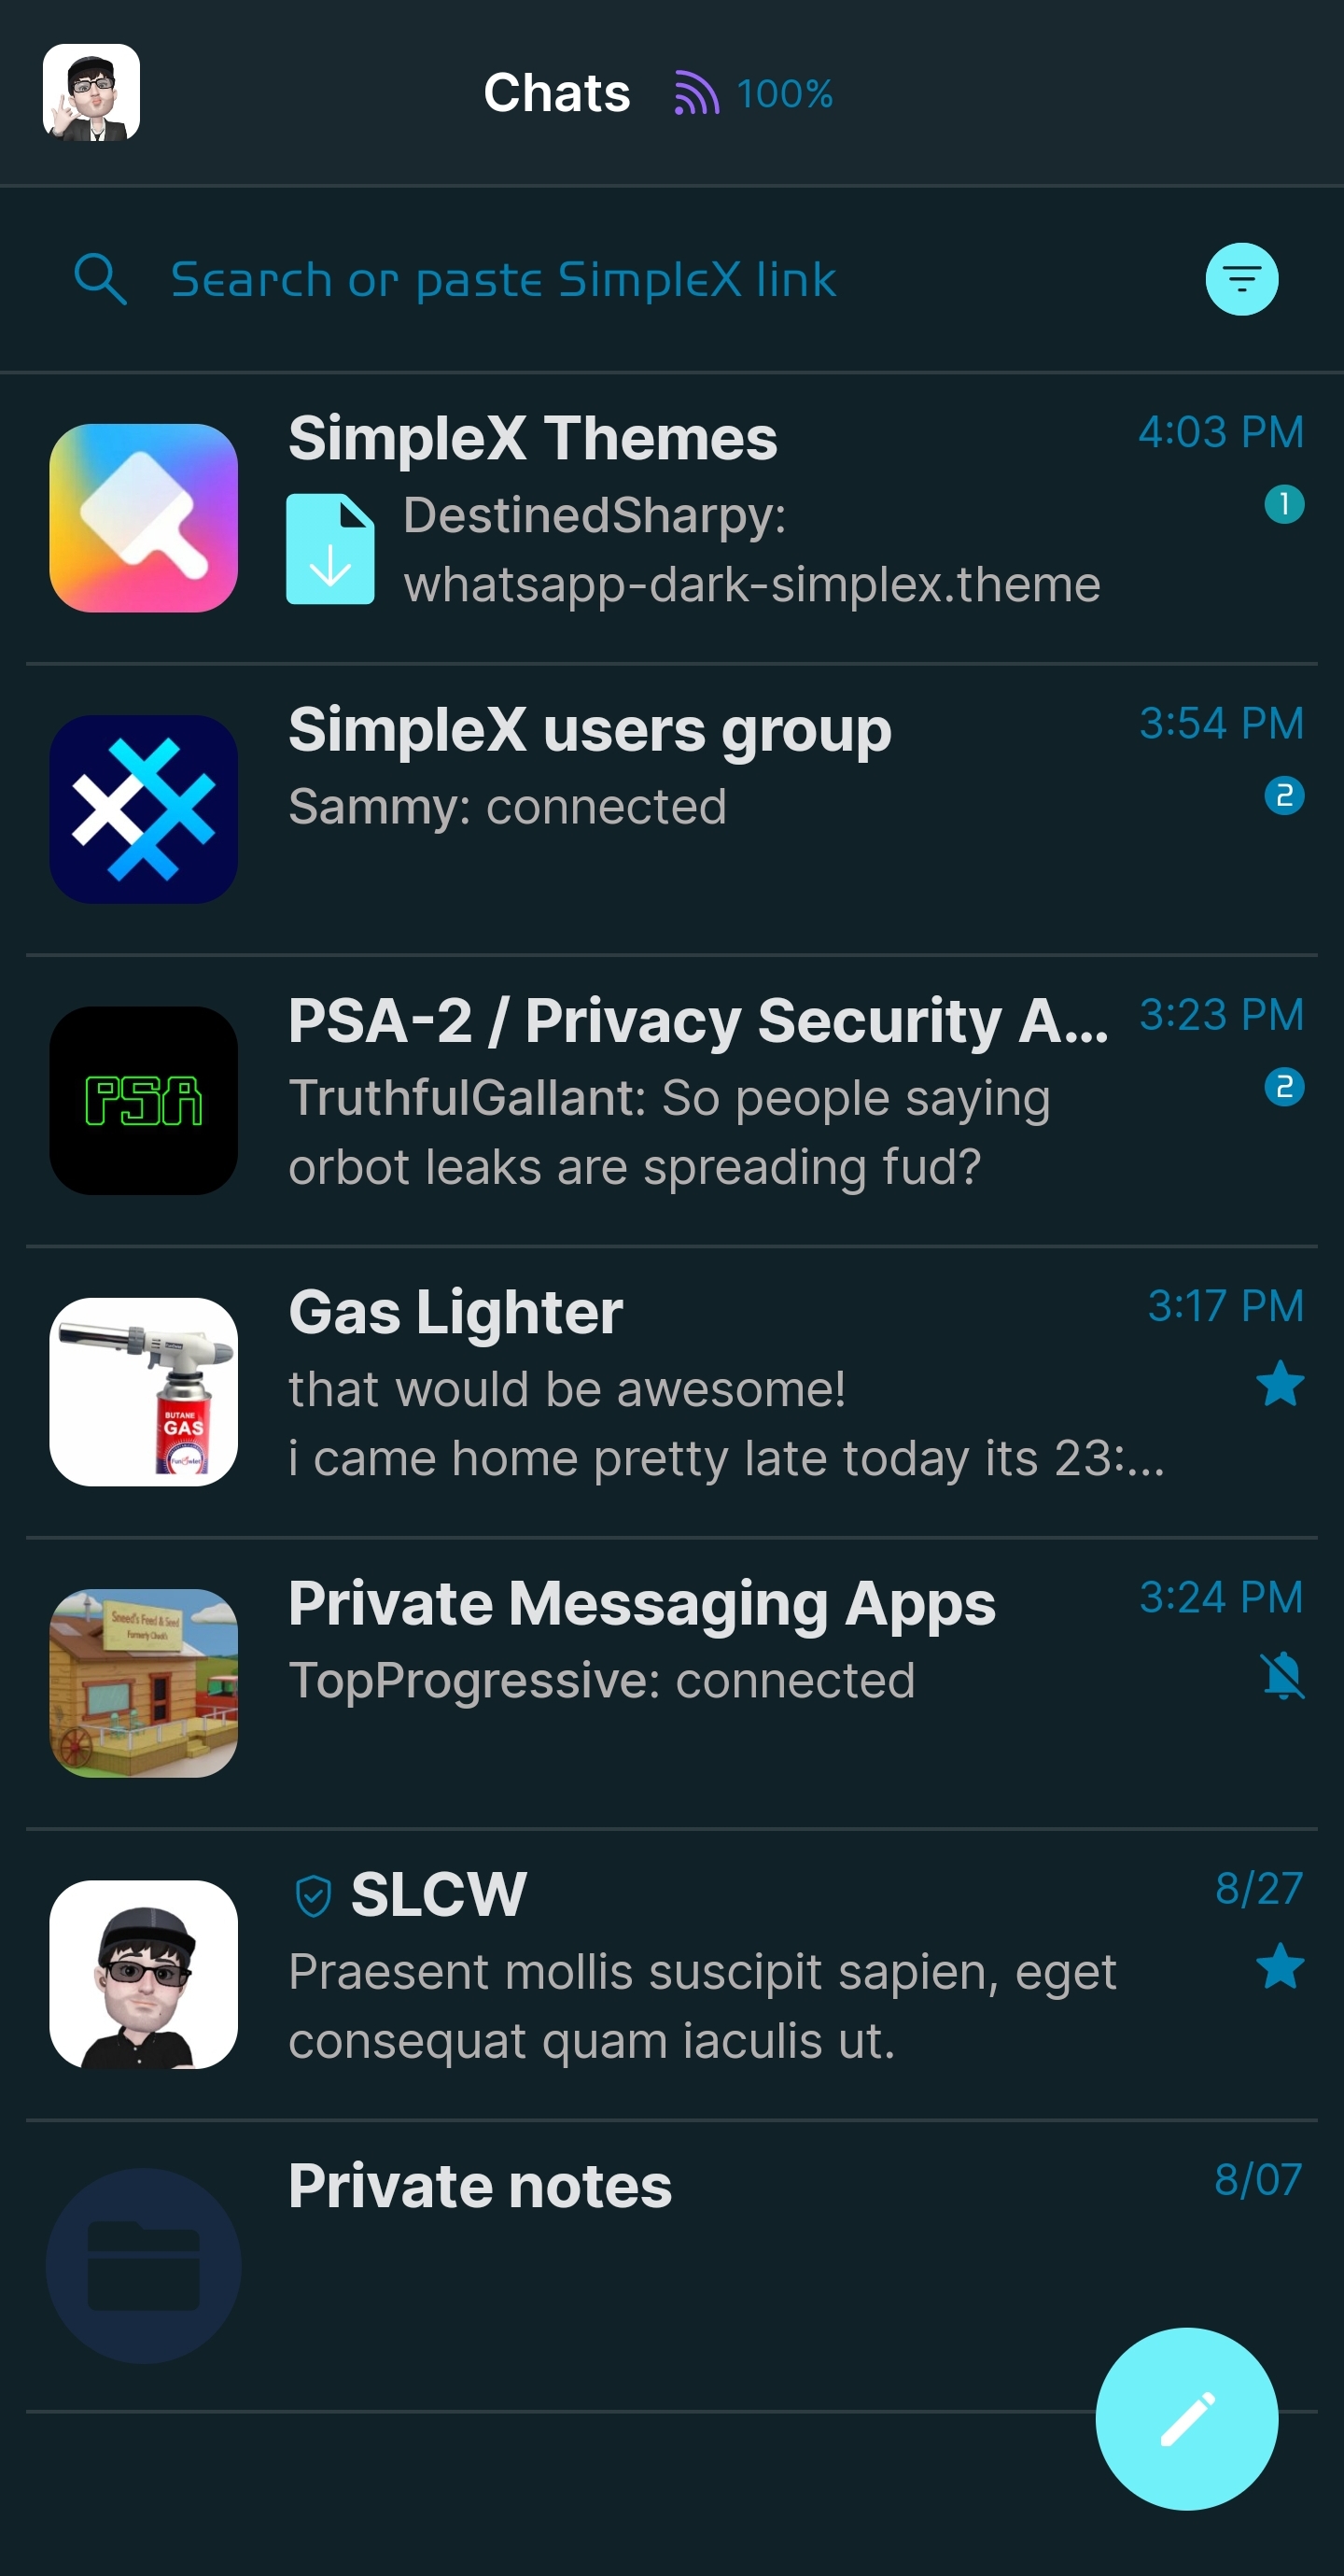 Chats 100%
Search or paste SimpleX link
SimpleX Themes 4:03 PM
DestinedSharpy: 1
whatsapp-dark-simplex.theme
SimpleX users group 3:54 PM
Sammy: connected 2
PSA
PSA-2 / Privacy Security A... 3:23 PM
TruthfulGallant: So people saying 2
orbot leaks are spreading fud?
Gas Lighter 3:17 PM
that would be awesome!
i came home pretty late today its 23:...
BUTANE
GAS
Private Messaging Apps 3:24 PM
Sneed's Feed & Seed
Formerly Chuck's
TopProgressive: connected
SLCW 8/27
Praesent mollis suscipit sapien, eget
consequat quam iaculis ut.
Private notes 8/07